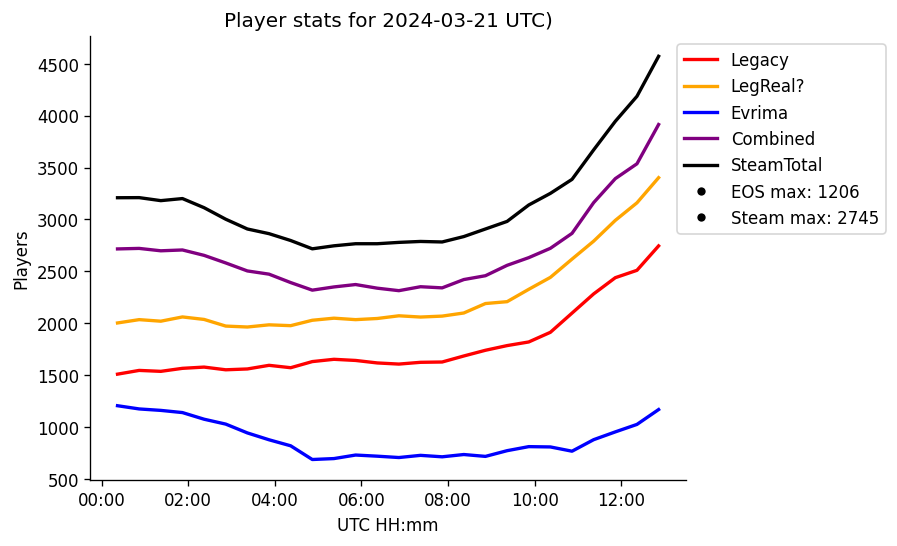 Player stats for 2024-03-21 UTC)
4500
4000
3500
3000
2500
2000
1500
1000
500
Players
00:00 02:00 04:00 06:00 08:00 10:00 12:00
UTC HH:mm
Legacy
LegReal?
Evrima
Combined
SteamTotal
EOS max: 1206
Steam max: 2745